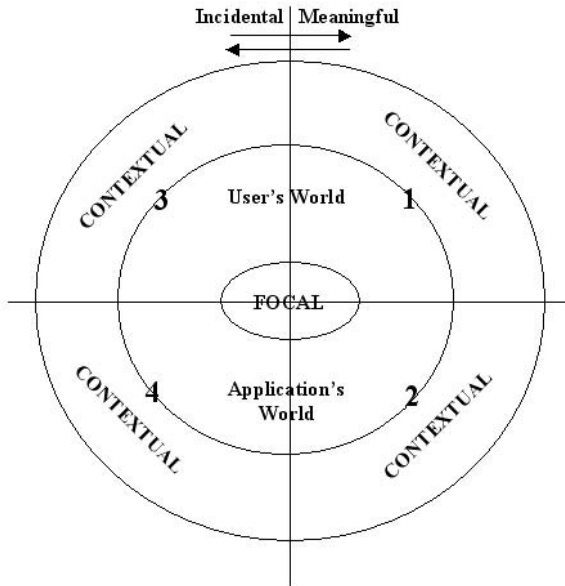 Incidental Meaningful
CONTEXTUAL
CONTEXTUAL
3
User's World
1
FOCAL
4
Application's
World
2
CONTEXTUAL
CONTEXTUAL